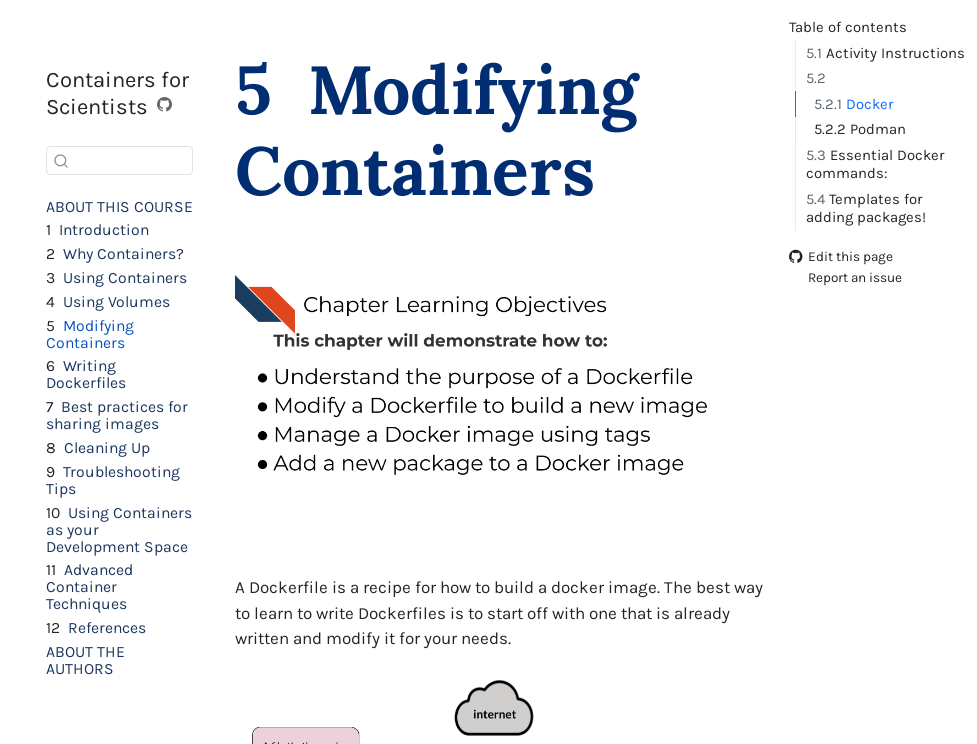 Containers for
Scientists
ABOUT THIS COURSE
1 Introduction
2 Why Containers?
3 Using Containers
4 Using Volumes
5 Modifying
Containers
6 Writing
Dockerfiles
7 Best practices for
sharing images
8 Cleaning Up
9 Troubleshooting
Tips
10 Using Containers
as your
Development Space
11 Advanced
Container
Techniques
12 References
ABOUT THE
AUTHORS
5 Modifying
Containers
Chapter Learning Objectives
This chapter will demonstrate how to:
● Understand the purpose of a Dockerfile
● Modify a Dockerfile to build a new image
● Manage a Docker image using tags
● Add a new package to a Docker image
A Dockerfile is a recipe for how to build a docker image. The best way
to learn to write Dockerfiles is to start off with one that is already
written and modify it for your needs.
internet
Table of contents
5.1 Activity Instructions
5.2
5.2.1 Docker
5.2.2 Podman
5.3 Essential Docker
commands:
5.4 Templates for
adding packages!
Edit this page
Report an issue